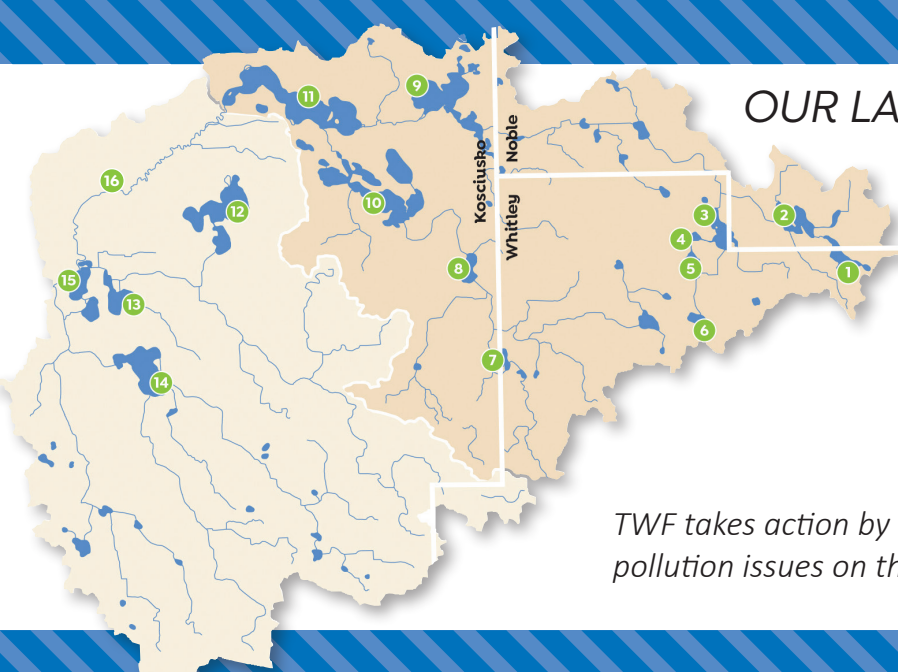 OUR LA
9
11
Kosciusko
Noble
16
10
12
3
2
4
Whitley
8
5
1
15
13
6
7
14
TWF takes action by
pollution issues on th